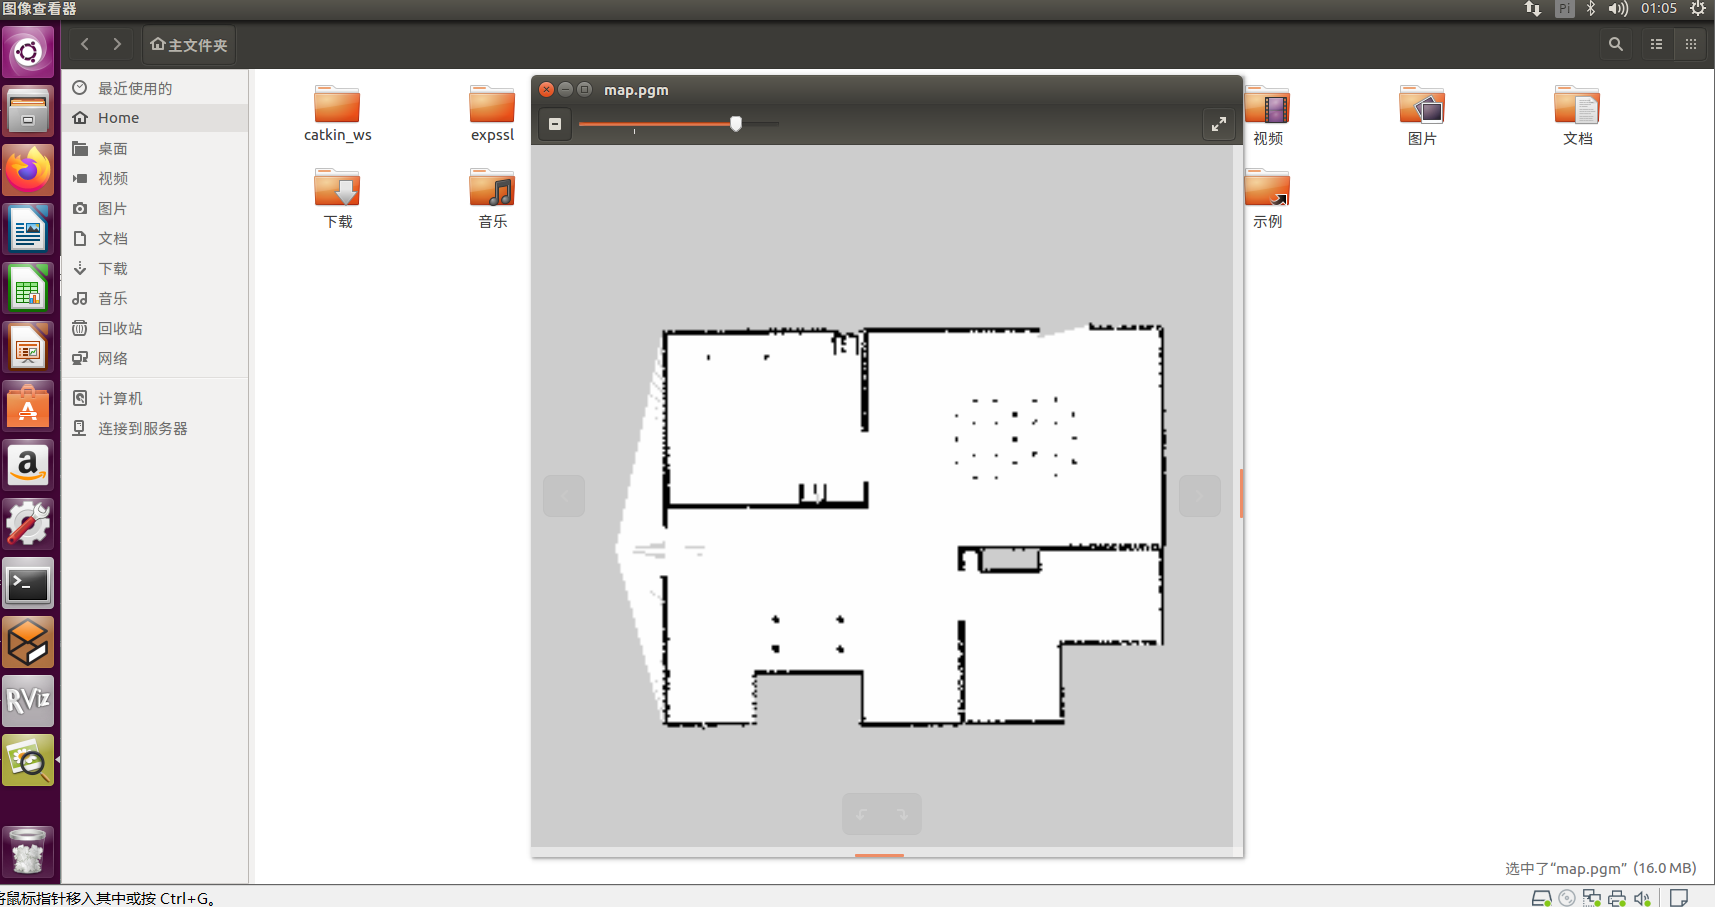 图像查看器
Pi
01:05
主文件夹
最近使用的
Home
桌面
视频
图片
文档
下载
音乐
回收站
网络
计算机
连接到服务器
catkin_ws
expssl
视频
图片
文档
下载
音乐
示例
map.pgm
RViz
选中了“map.pgm” (16.0 MB)
将鼠标指针移入其中或按 Ctrl+G。